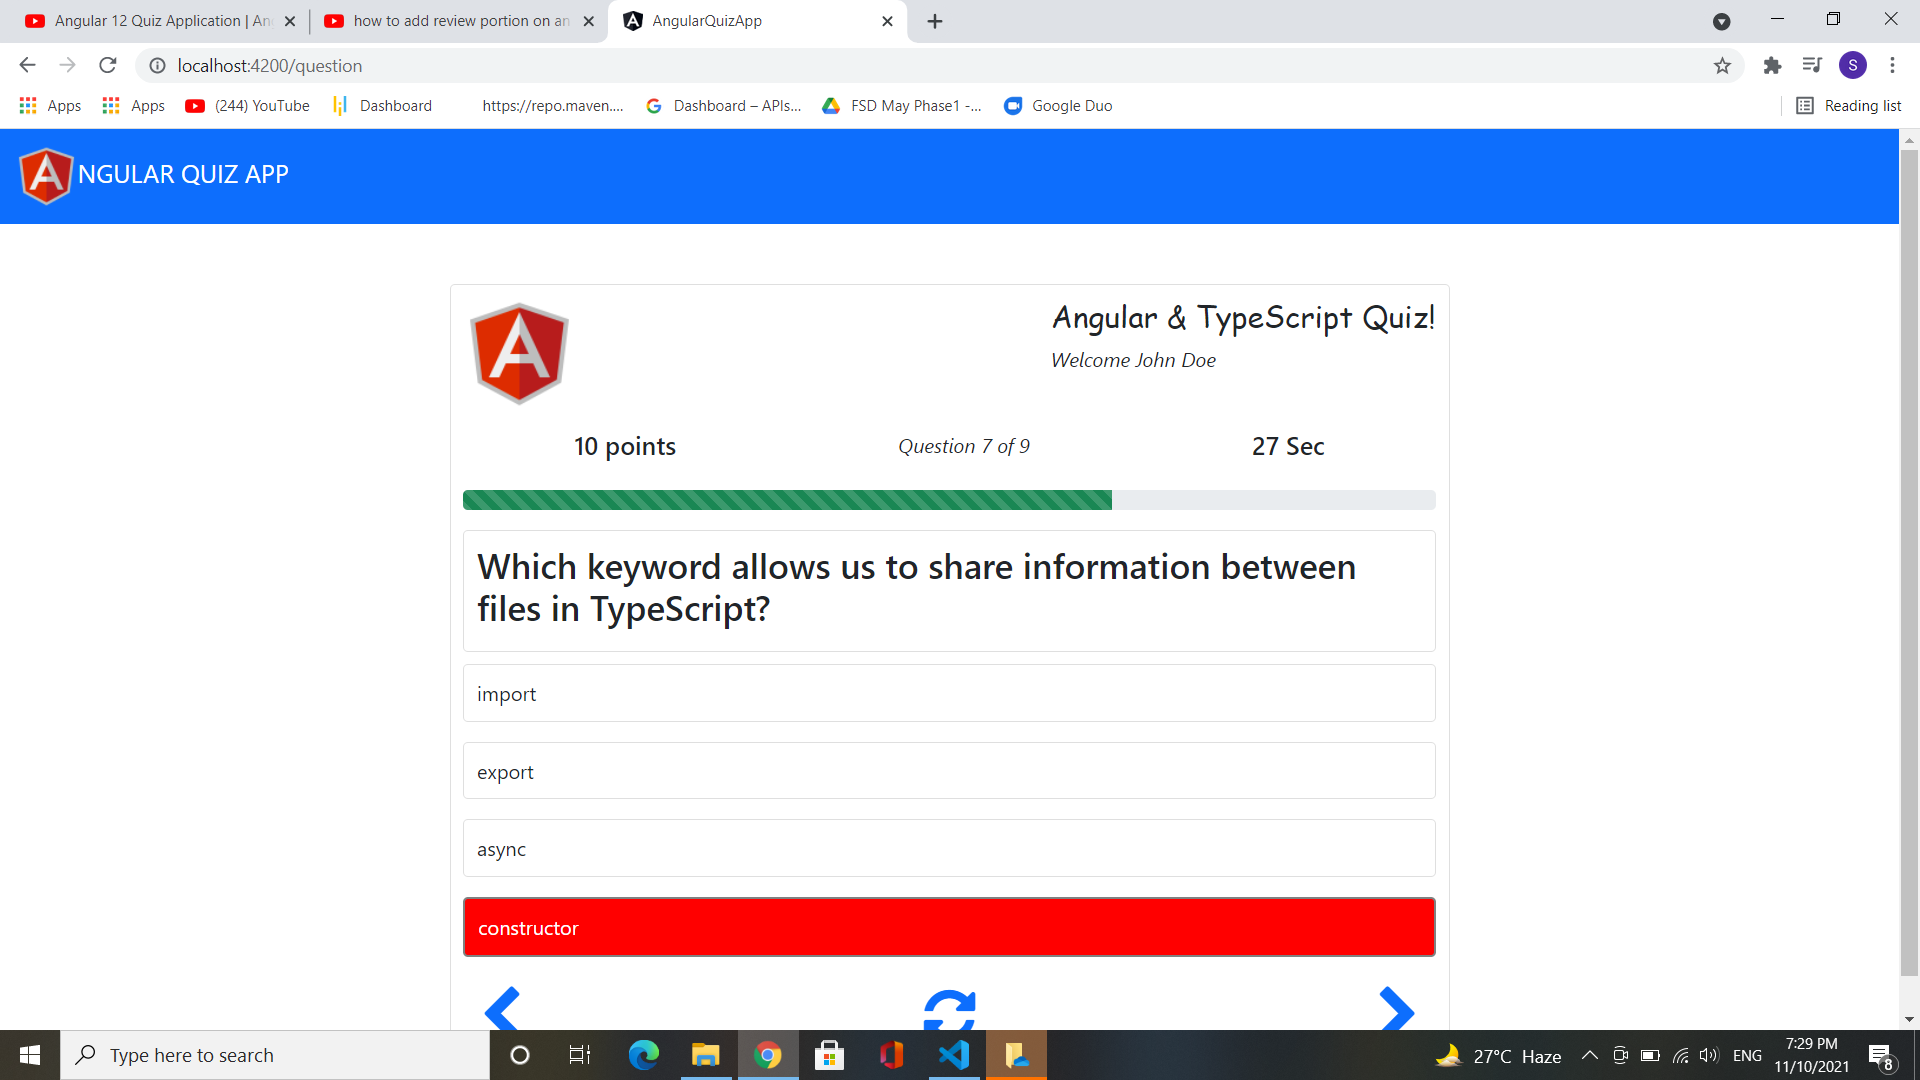 Angular 12 Quiz Application | An
how to add review portion on an
AngularQuizApp
localhost:4200/question
S
Apps
Apps
(244) YouTube
Dashboard
https://repo.maven....
Dashboard – APIs...
FSD May Phase1 -...
Google Duo
Reading list
NGULAR QUIZ APP
Angular & TypeScript Quiz!
Welcome John Doe
10 points
Question 7 of 9
27 Sec
Which keyword allows us to share information between
files in TypeScript?
import
export
async
constructor
Type here to search
27°C Haze
ENG
7:29 PM
11/10/2021
8